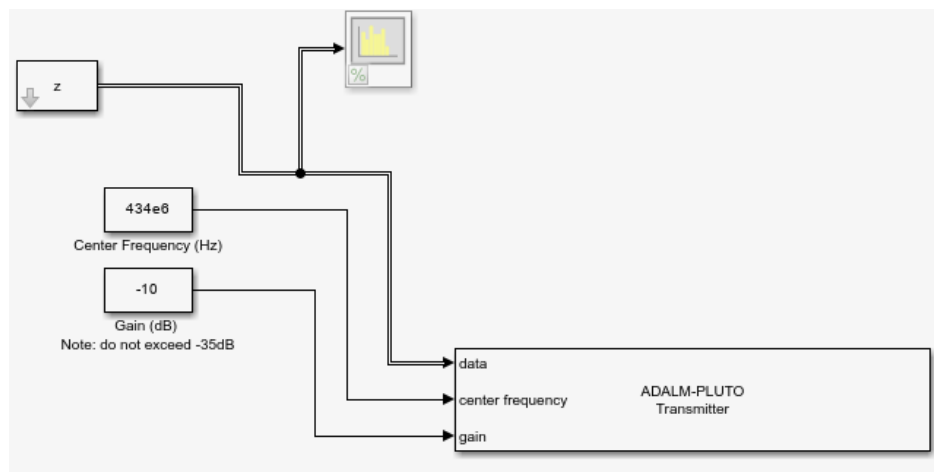 z
%
434e6
Center Frequency (Hz)
-10
Gain (dB)
Note: do not exceed -35dB
data
center frequency
gain
ADALM-PLUTO
Transmitter